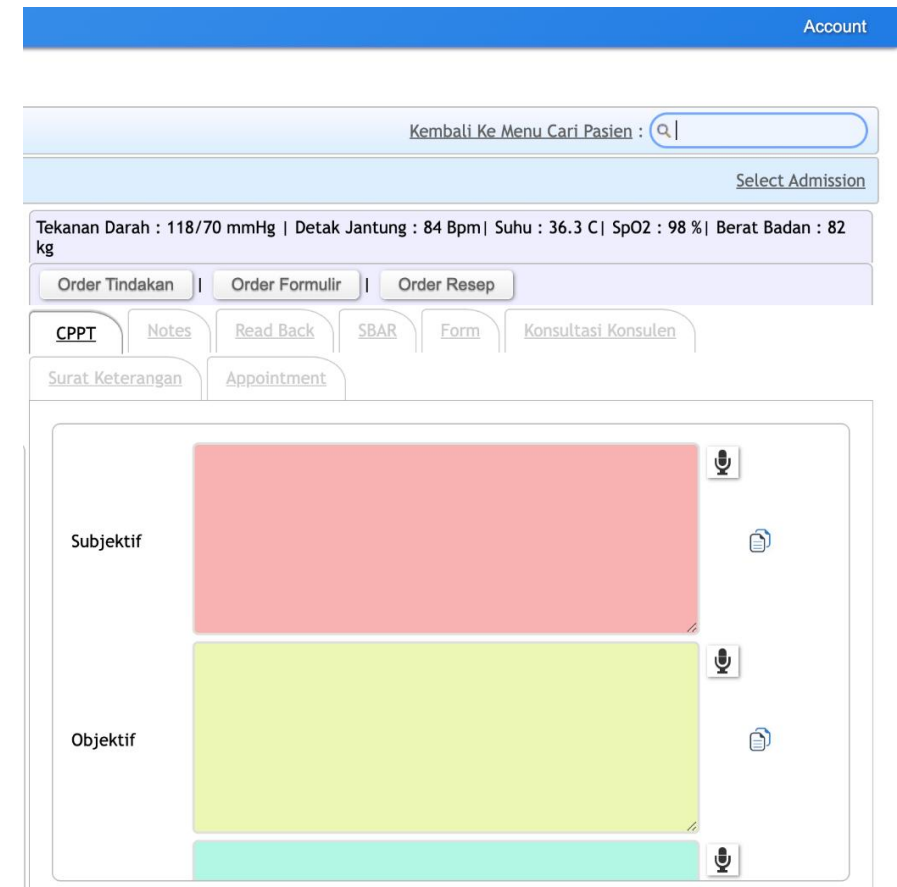 Account
Kembali Ke Menu Cari Pasien :
Select Admission
Tekanan Darah : 118/70 mmHg | Detak Jantung : 84 Bpm| Suhu : 36.3 C| SpO2 : 98 %| Berat Badan : 82
kg
Order Tindakan | Order Formulir | Order Resep
CPPT Notes Read Back SBAR Form Konsultasi Konsulen
Surat Keterangan Appointment
Subjektif
Objektif